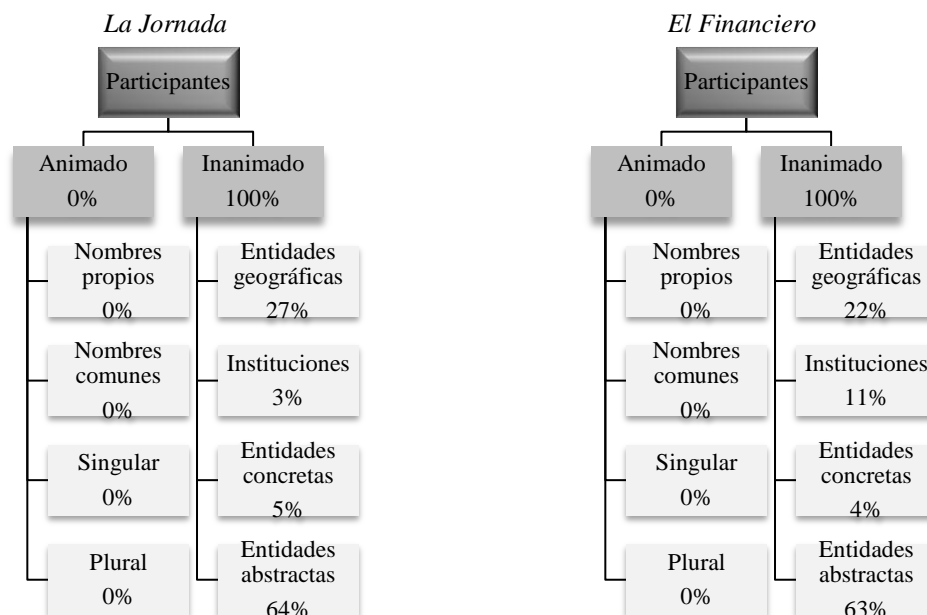 La Jornada
Participantes
Animado
0%
Nombres
propios
0%
Nombres
comunes
0%
Singular
0%
Plural
0%
Inanimado
100%
Entidades
geográficas
27%
Instituciones
3%
Entidades
concretas
5%
Entidades
abstractas
64%
El Financiero
Participantes
Animado
0%
Nombres
propios
0%
Nombres
comunes
0%
Singular
0%
Plural
0%
Inanimado
100%
Entidades
geográficas
22%
Instituciones
11%
Entidades
concretas
4%
Entidades
abstractas
63%